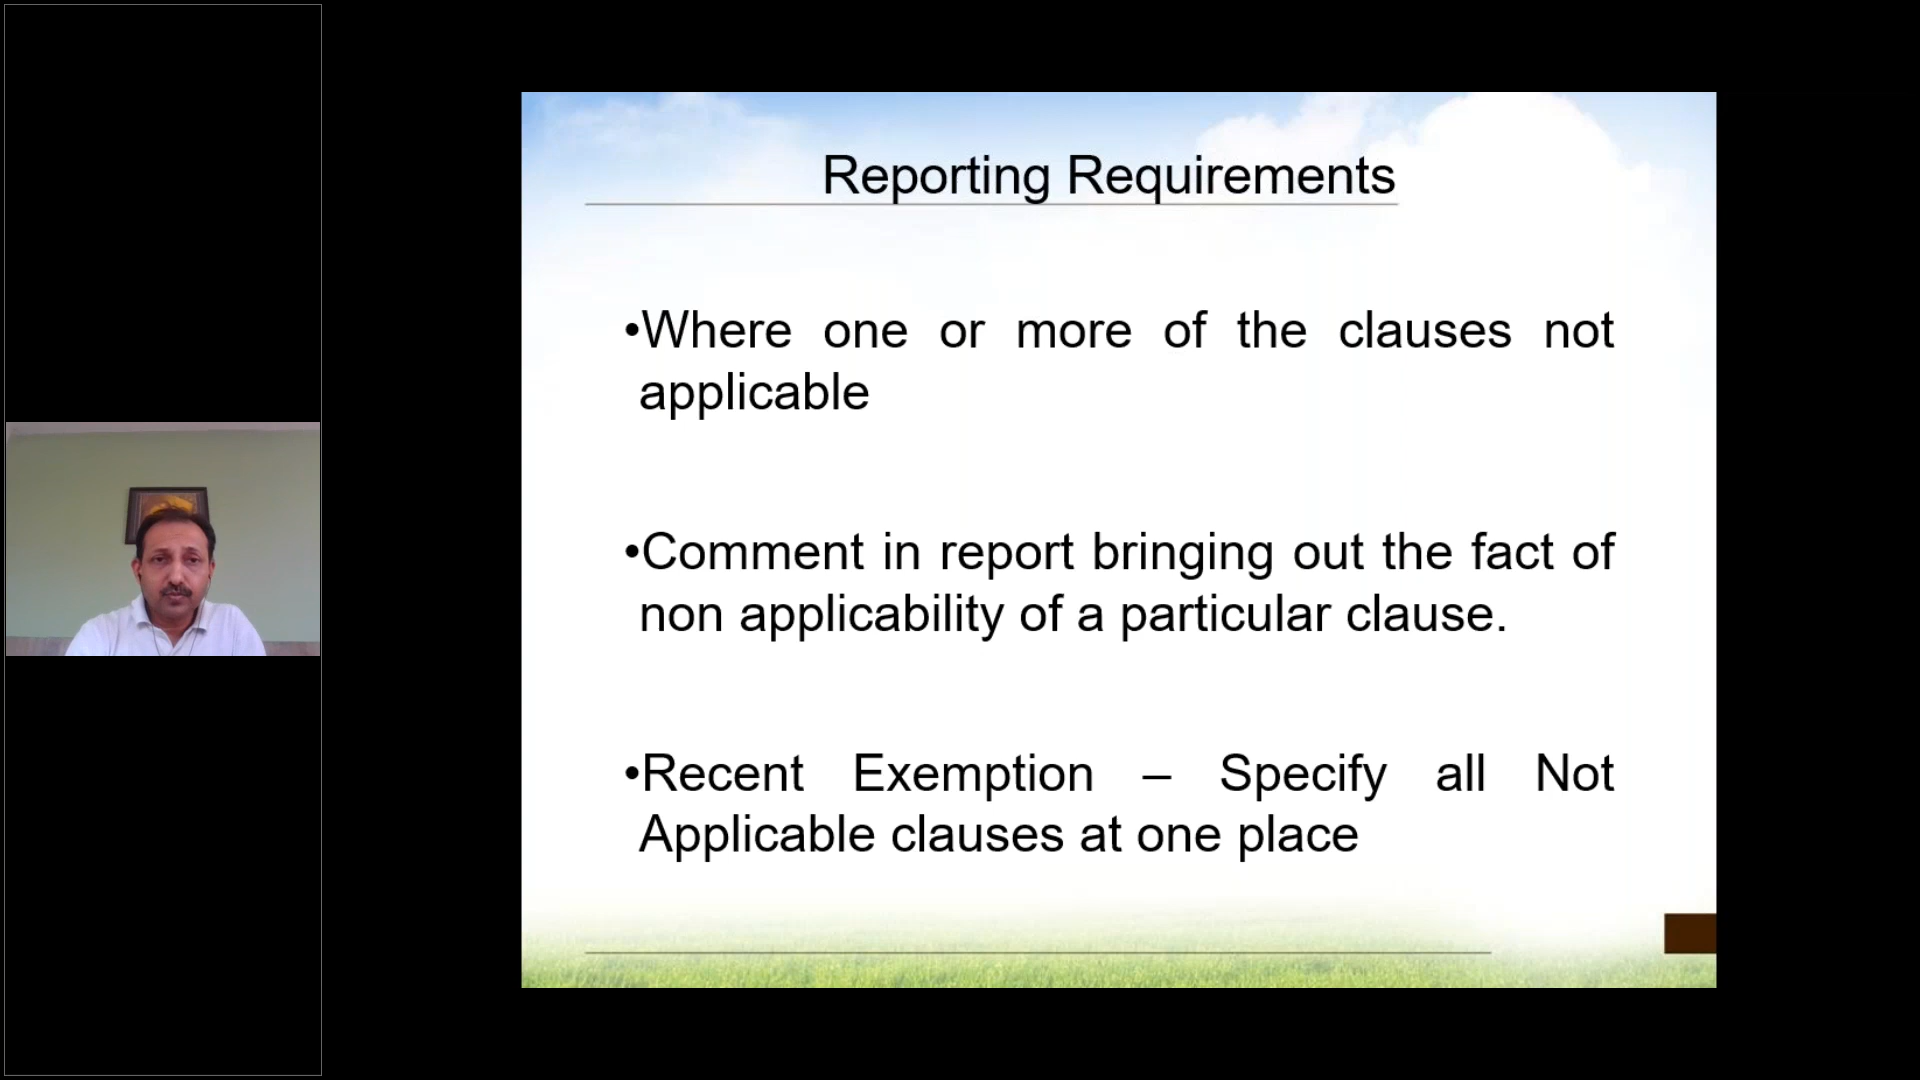 Reporting Requirements
•Where one or more of the clauses not
applicable
•Comment in report bringing out the fact of
non applicability of a particular clause.
•Recent Exemption – Specify all Not
Applicable clauses at one place